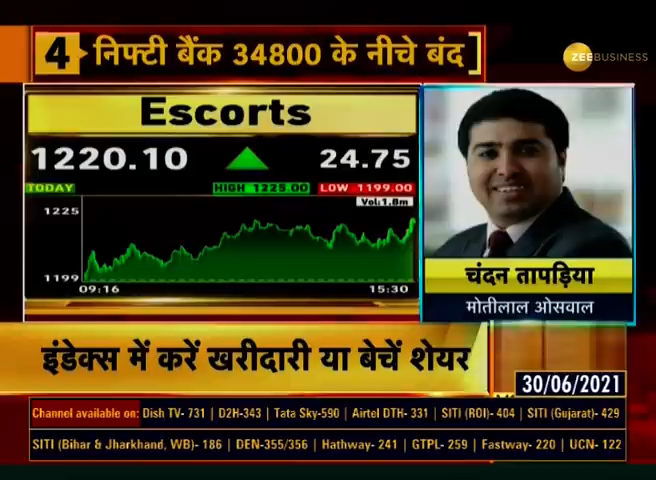 4 निफ्टी बैंक 34800 के नीचे बंद
ZEEBUSINESS
Escorts
1220.10 24.75
TODAY HIGH 1225.00 LOW 1199.00
Vol:1.8m
1225
1199
09:16 15:30
चंदन तापड़िया
मोतीलाल ओसवाल
इंडेक्स में करें खरीदारी या बेचें शेयर
30/06/2021
Channel available on: Dish TV- 731 | D2H-343 | Tata Sky-590 | Airtel DTH- 331 | SITI (ROI)- 404 | SITI (Gujarat)- 429
SITI (Bihar & Jharkhand, WB)- 186 | DEN-355/356 | Hathway- 241 | GTPL- 259 | Fastway- 220 | UCN- 122